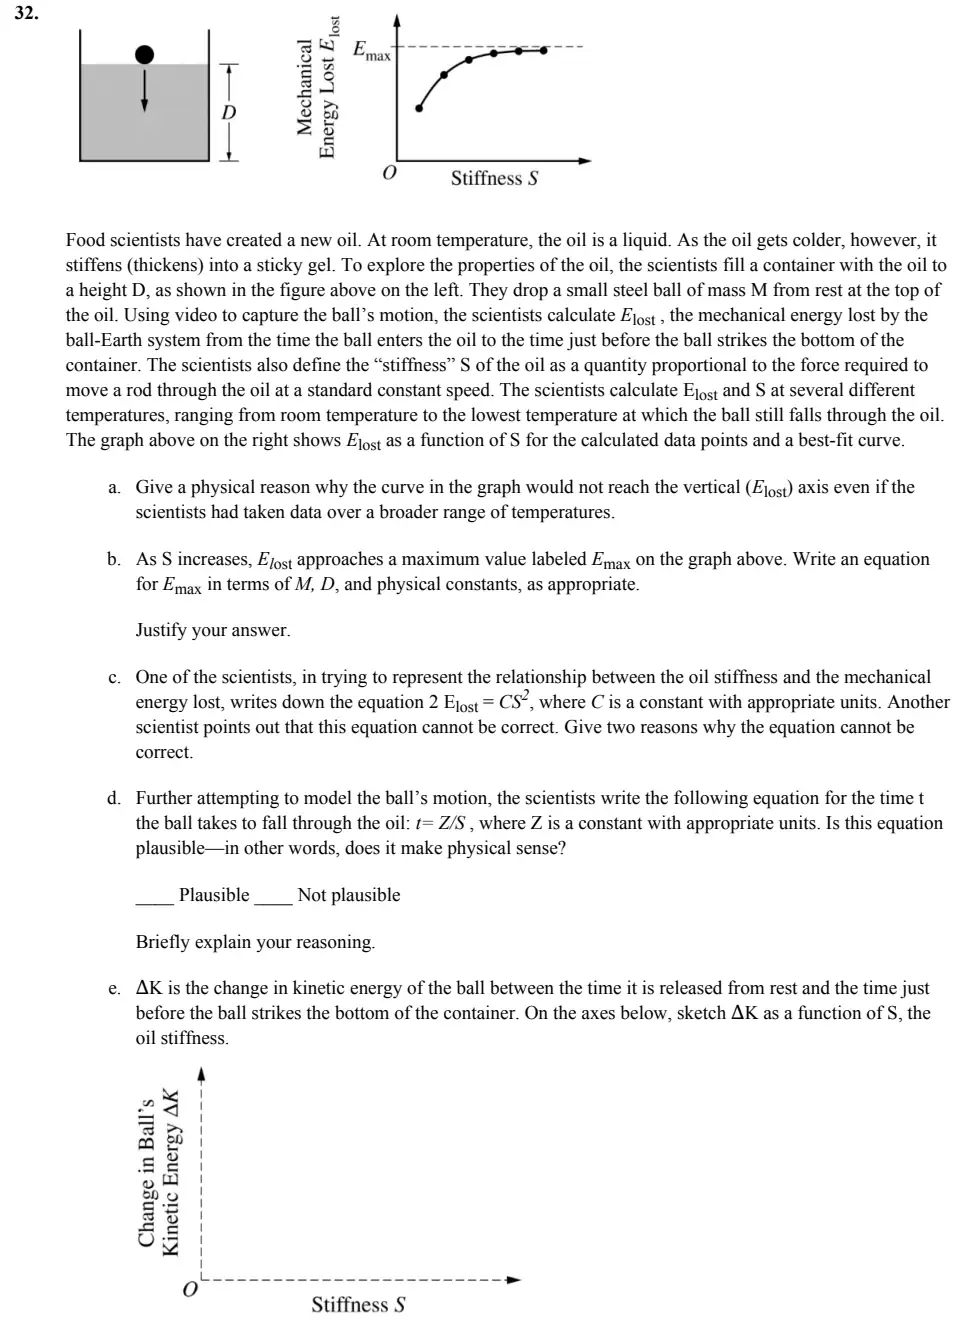 32.
D
Mechanical
Energy Lost Elost
Emax
O
Stiffness S
Food scientists have created a new oil. At room temperature, the oil is a liquid. As the oil gets colder, however, it
stiffens (thickens) into a sticky gel. To explore the properties of the oil, the scientists fill a container with the oil to
a height D, as shown in the figure above on the left. They drop a small steel ball of mass M from rest at the top of
the oil. Using video to capture the ball's motion, the scientists calculate Elost , the mechanical energy lost by the
ball-Earth system from the time the ball enters the oil to the time just before the ball strikes the bottom of the
container. The scientists also define the “stiffness” S of the oil as a quantity proportional to the force required to
move a rod through the oil at a standard constant speed. The scientists calculate Elost and S at several different
temperatures, ranging from room temperature to the lowest temperature at which the ball still falls through the oil.
The graph above on the right shows Elost as a function of S for the calculated data points and a best-fit curve.
a. Give a physical reason why the curve in the graph would not reach the vertical (Elost) axis even if the
scientists had taken data over a broader range of temperatures.
b. As S increases, Elost approaches a maximum value labeled Emax on the graph above. Write an equation
for Emax in terms of M, D, and physical constants, as appropriate.
Justify your answer.
c. One of the scientists, in trying to represent the relationship between the oil stiffness and the mechanical
energy lost, writes down the equation 2 Elost = CS², where C is a constant with appropriate units. Another
scientist points out that this equation cannot be correct. Give two reasons why the equation cannot be
correct.
d. Further attempting to model the ball's motion, the scientists write the following equation for the time t
the ball takes to fall through the oil: t= Z/S , where Z is a constant with appropriate units. Is this equation
plausible—in other words, does it make physical sense?
____ Plausible ____ Not plausible
Briefly explain your reasoning.
e. ΔK is the change in kinetic energy of the ball between the time it is released from rest and the time just
before the ball strikes the bottom of the container. On the axes below, sketch ΔK as a function of S, the
oil stiffness.
Change in Ball's
Kinetic Energy ΔK
O
Stiffness S